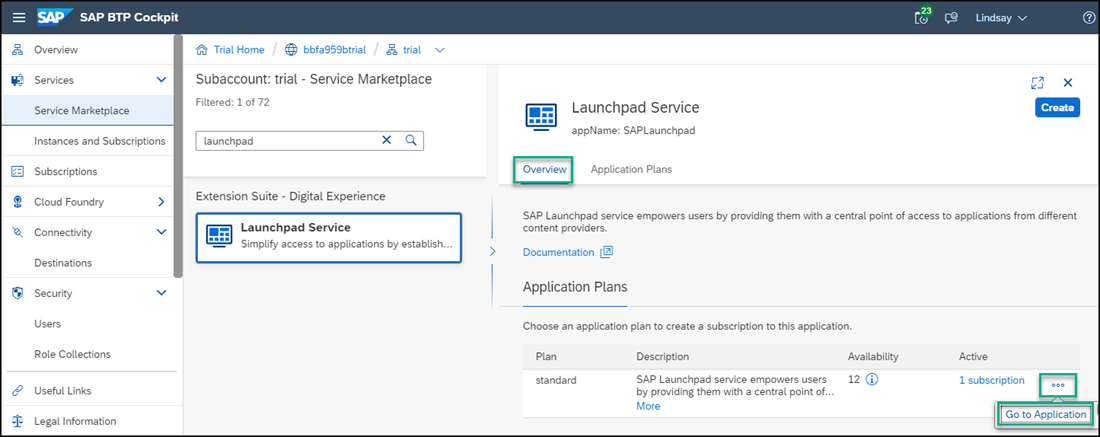 SAP
SAP BTP Cockpit
23
Lindsay
Overview
Services
Service Marketplace
Instances and Subscriptions
Subscriptions
Cloud Foundry
Connectivity
Destinations
Security
Users
Role Collections
Useful Links
Legal Information
Trial Home / bbfa959btrial / trial
Subaccount: trial - Service Marketplace
Filtered: 1 of 72
launchpad
Extension Suite - Digital Experience
Launchpad Service
Simplify access to applications by establish...
Launchpad Service
appName: SAPLaunchpad
Create
Overview
Application Plans
SAP Launchpad service empowers users by providing them with a central point of access to applications from different
content providers.
Documentation
Application Plans
Choose an application plan to create a subscription to this application.
Plan Description Availability Active
standard SAP Launchpad service empowers users 12 1 subscription
by providing them with a central point of...
More
Go to Application